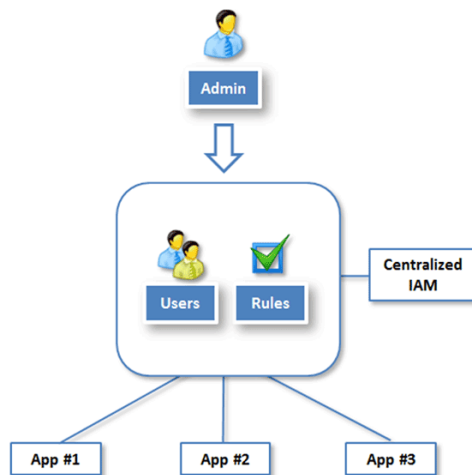 Admin
Users
Rules
Centralized
IAM
App #1
App #2
App #3